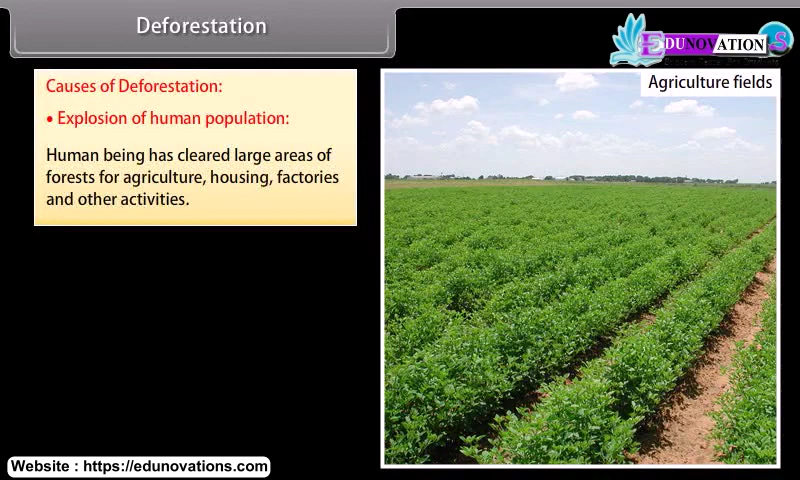 Deforestation
EDUNOVATION
S
Causes of Deforestation:
• Explosion of human population:
Human being has cleared large areas of
forests for agriculture, housing, factories
and other activities.
Agriculture fields
Website : https://edunovations.com